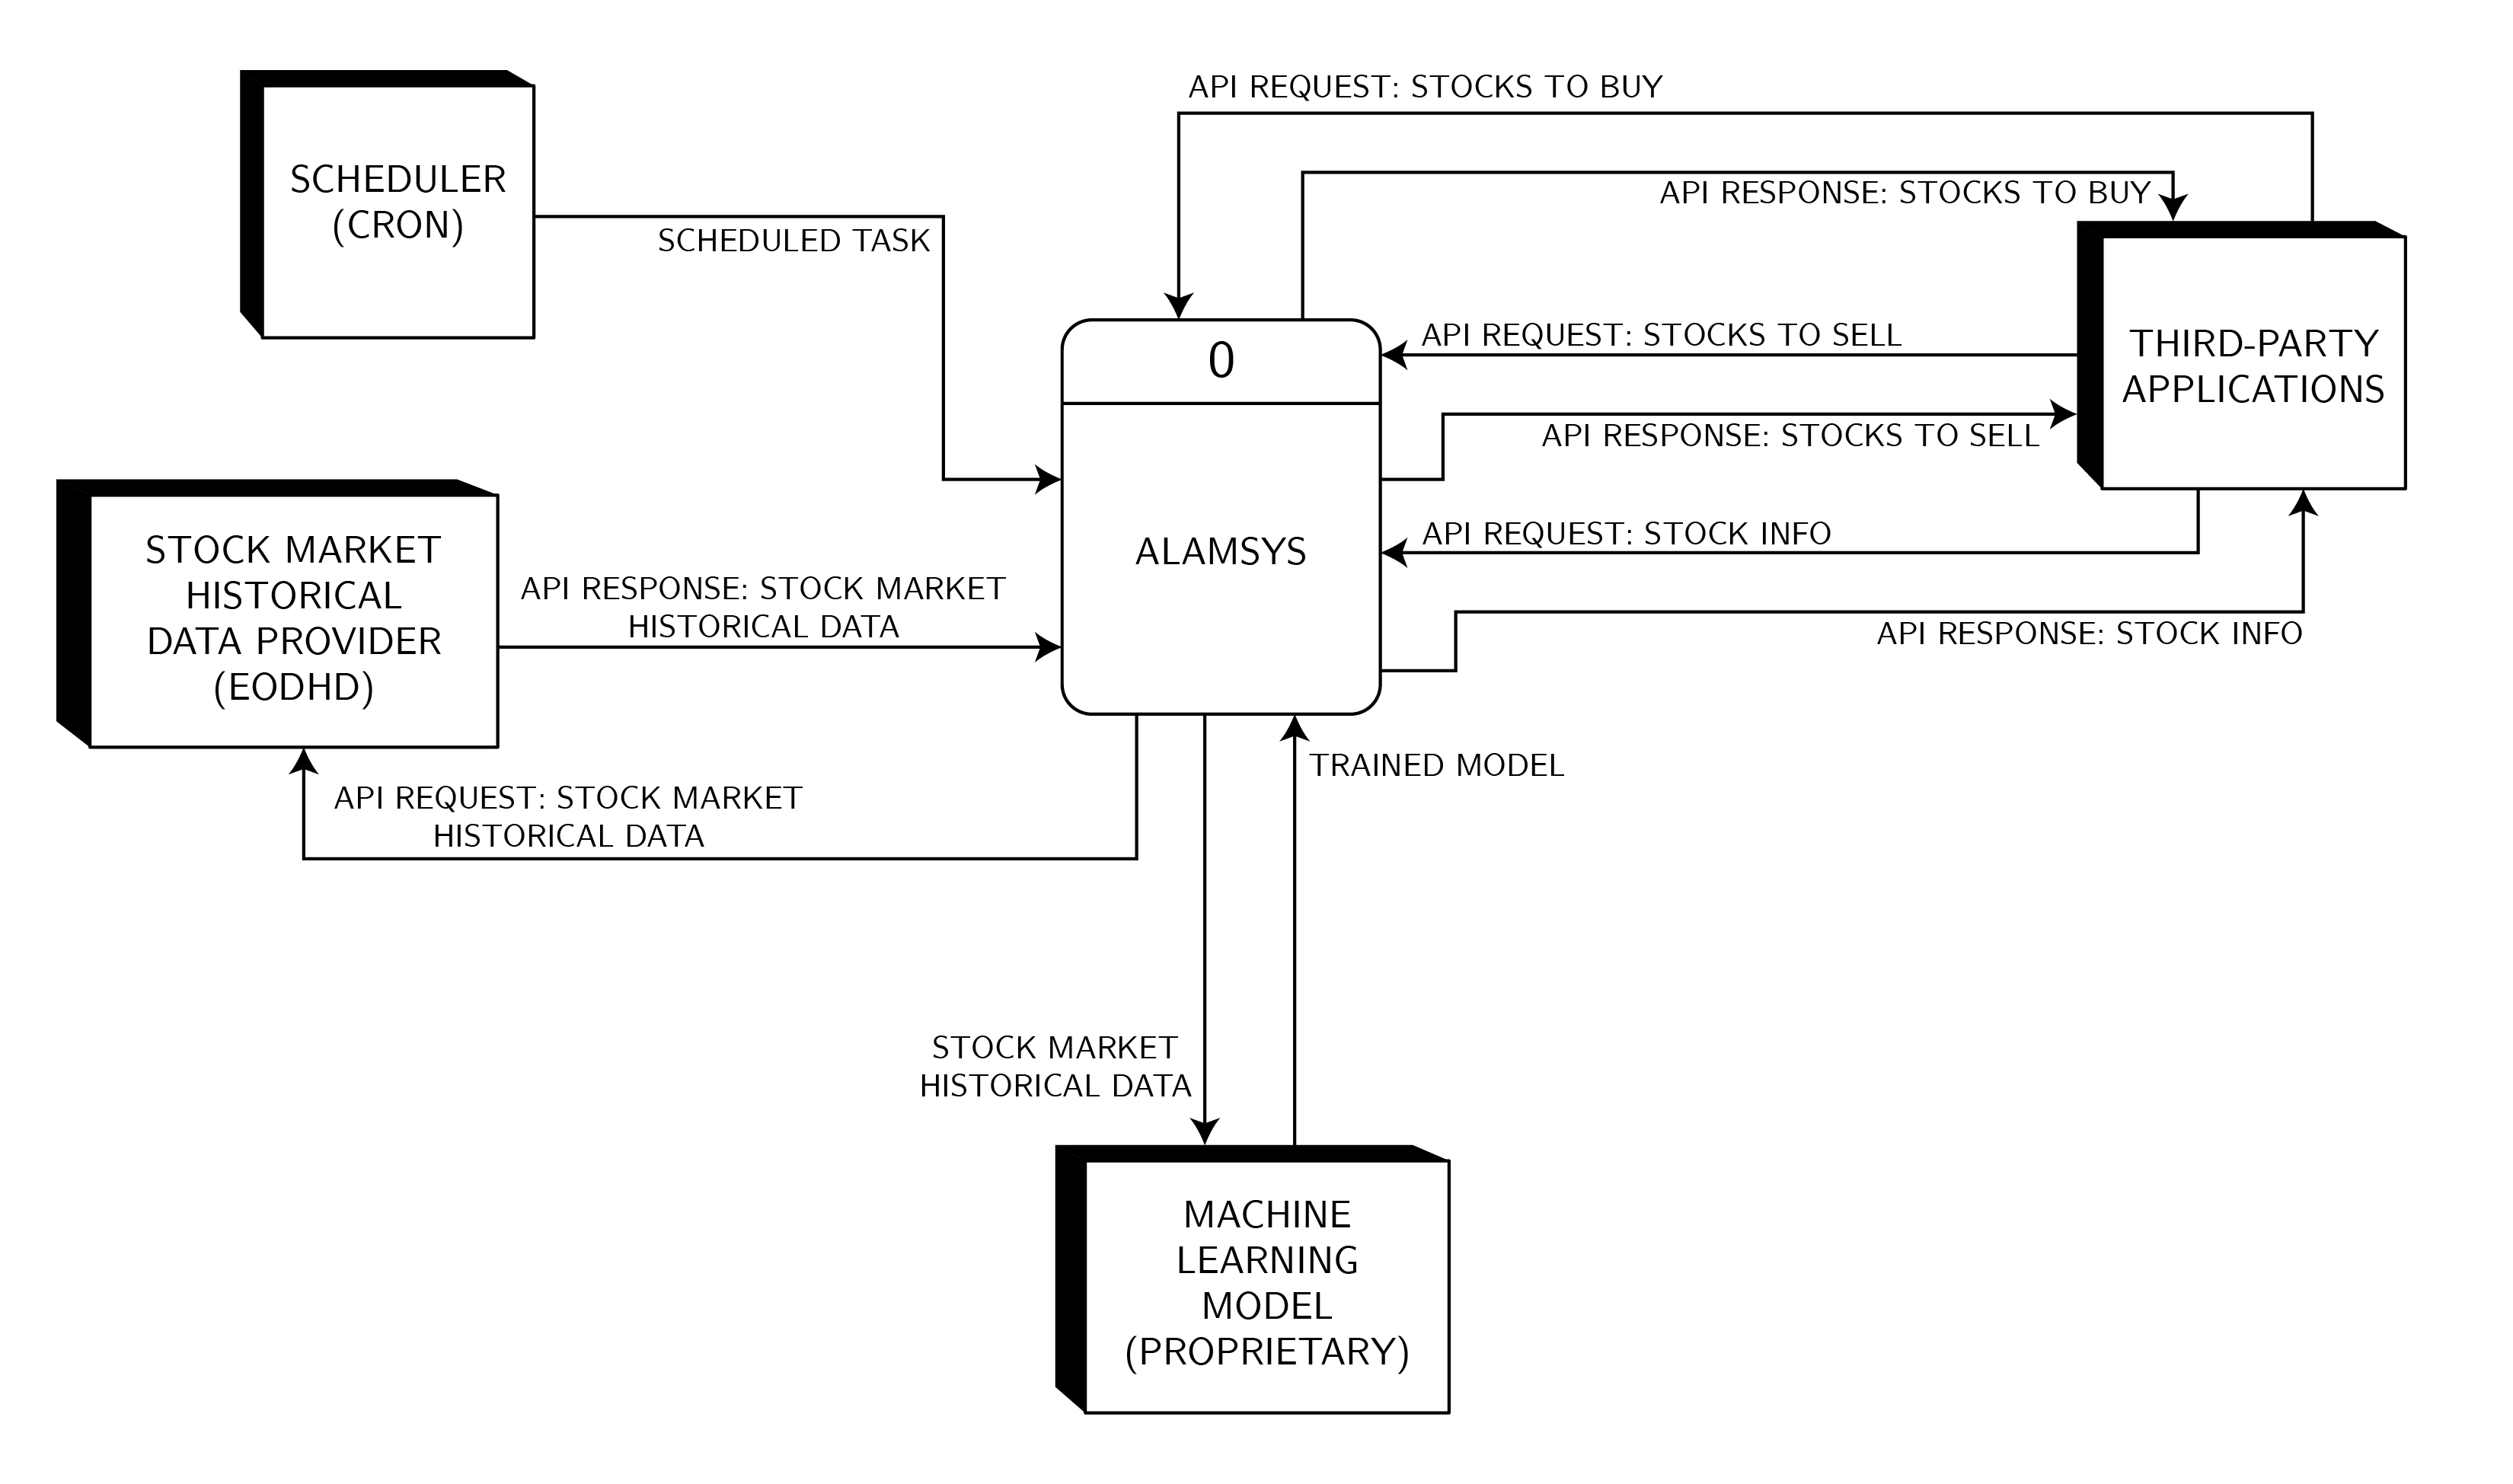 API REQUEST: STOCKS TO BUY
SCHEDULER
(CRON)
API RESPONSE: STOCKS TO BUY
SCHEDULED TASK
0
API REQUEST: STOCKS TO SELL
THIRD-PARTY
APPLICATIONS
API RESPONSE: STOCKS TO SELL
STOCK MARKET
HISTORICAL
DATA PROVIDER
(EODHD)
API RESPONSE: STOCK MARKET
HISTORICAL DATA
ALAMSYS
API REQUEST: STOCK INFO
API RESPONSE: STOCK INFO
TRAINED MODEL
API REQUEST: STOCK MARKET
HISTORICAL DATA
STOCK MARKET
HISTORICAL DATA
MACHINE
LEARNING
MODEL
(PROPRIETARY)